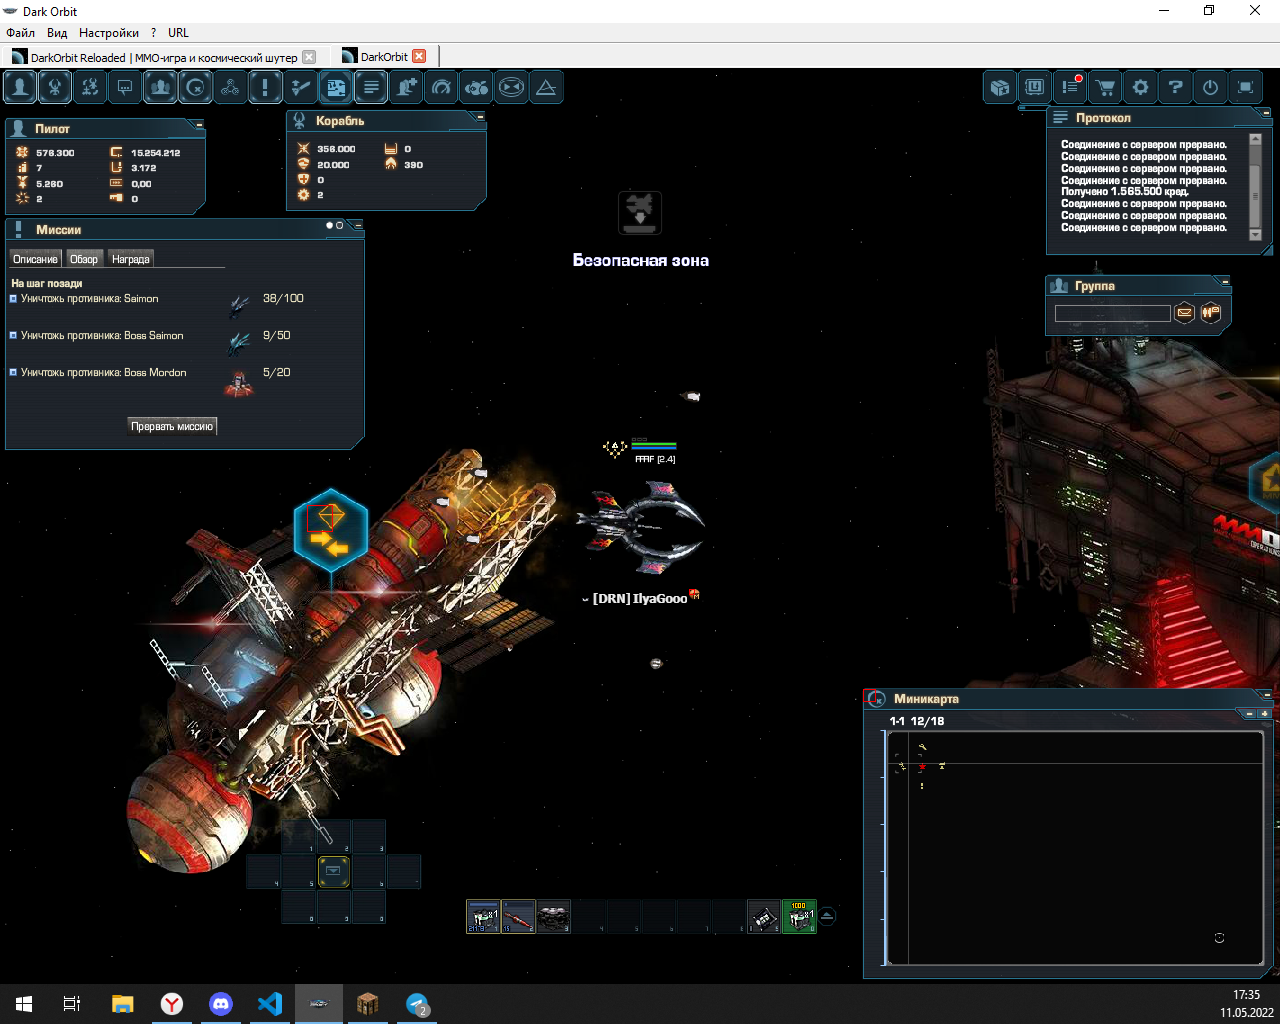 Dark Orbit
Файл Вид Настройки ? URL
DarkOrbit Reloaded | ММО-игра и космический шутер
DarkOrbit
Пилот
576.300
15.254.212
7
3.172
5.260
0,00
2
0
Корабль
356.000
0
20.000
390
0
2
Миссии
Описание
Обзор
Награда
На шаг позади
Уничтожь противника: Saimon 38/100
Уничтожь противника: Boss Saimon 9/50
Уничтожь противника: Boss Mordon 5/20
Прервать миссию
Безопасная зона
Протокол
Соединение с сервером прервано.
Соединение с сервером прервано.
Соединение с сервером прервано.
Соединение с сервером прервано.
Получено 1.565.500 кред.
Соединение с сервером прервано.
Соединение с сервером прервано.
Соединение с сервером прервано.
Группа
[DRN] IlyaGooo
Миникарта
1-1 12/18
1000
x1
x1
2
17:35
11.05.2022